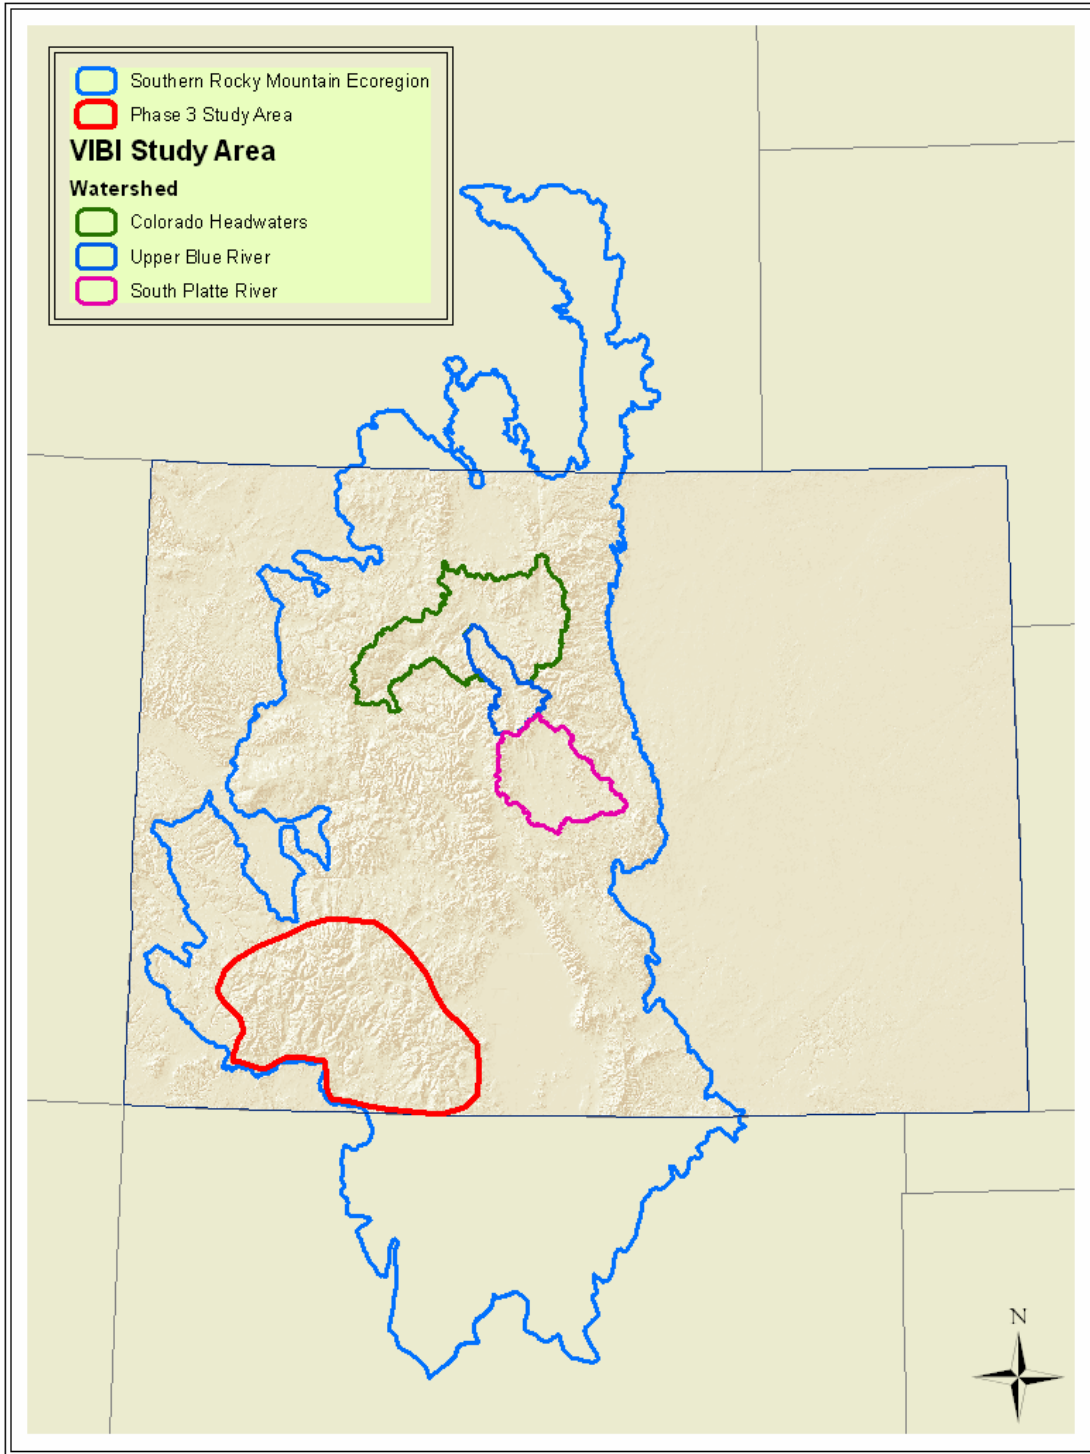 Southern Rocky Mountain Ecoregion
Phase 3 Study Area
VIBI Study Area
Watershed
Colorado Headwaters
Upper Blue River
South Platte River
N